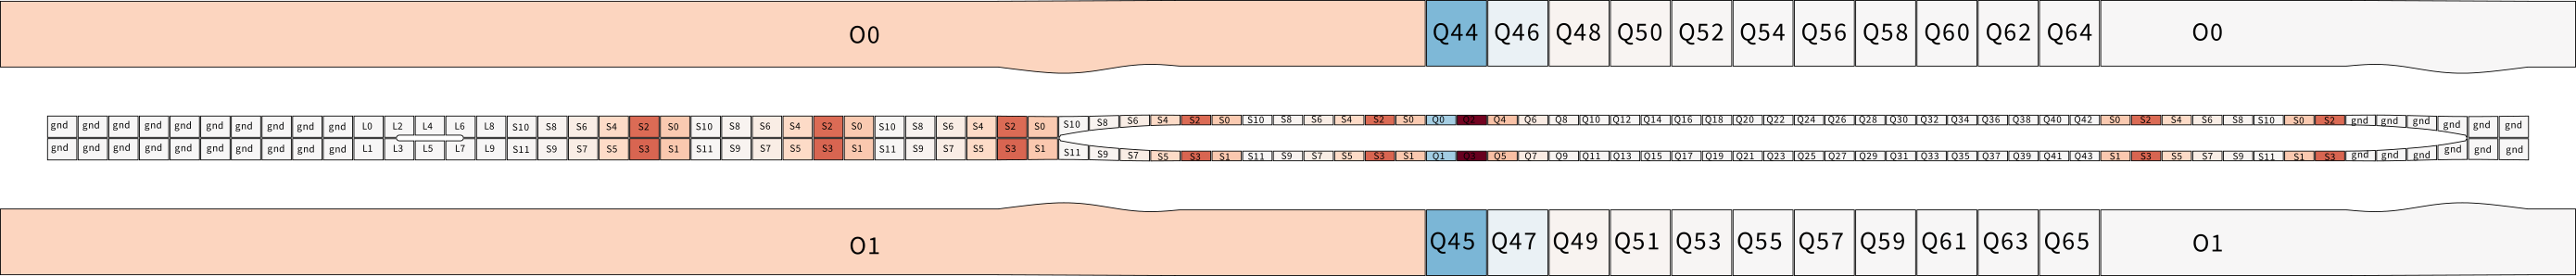 O0 Q44 Q46 Q48 Q50 Q52 Q54 Q56 Q58 Q60 Q62 Q64 O0
gnd gnd gnd gnd gnd gnd gnd gnd gnd gnd L0 L2 L4 L6 L8 S10 S8 S6 S4 S2 S0 S10 S8 S6 S4 S2 S0 S10 S8 S6 S4 S2 S0 S10 S8 S6 S4 S2 S0 S10 S8 S6 S4 S2 S0 Q0 Q2 Q4 Q6 Q8 Q10 Q12 Q14 Q16 Q18 Q20 Q22 Q24 Q26 Q28 Q30 Q32 Q34 Q36 Q38 Q40 Q42 S0 S2 S4 S6 S8 S10 S0 S2 gnd gnd gnd gnd gnd gnd
gnd gnd gnd gnd gnd gnd gnd gnd gnd gnd L1 L3 L5 L7 L9 S11 S9 S7 S5 S3 S1 S11 S9 S7 S5 S3 S1 S11 S9 S7 S5 S3 S1 S11 S9 S7 S5 S3 S1 S11 S9 S7 S5 S3 S1 Q1 Q3 Q5 Q7 Q9 Q11 Q13 Q15 Q17 Q19 Q21 Q23 Q25 Q27 Q29 Q31 Q33 Q35 Q37 Q39 Q41 Q43 S1 S3 S5 S7 S9 S11 S1 S3 gnd gnd gnd gnd gnd gnd
O1 Q45 Q47 Q49 Q51 Q53 Q55 Q57 Q59 Q61 Q63 Q65 O1